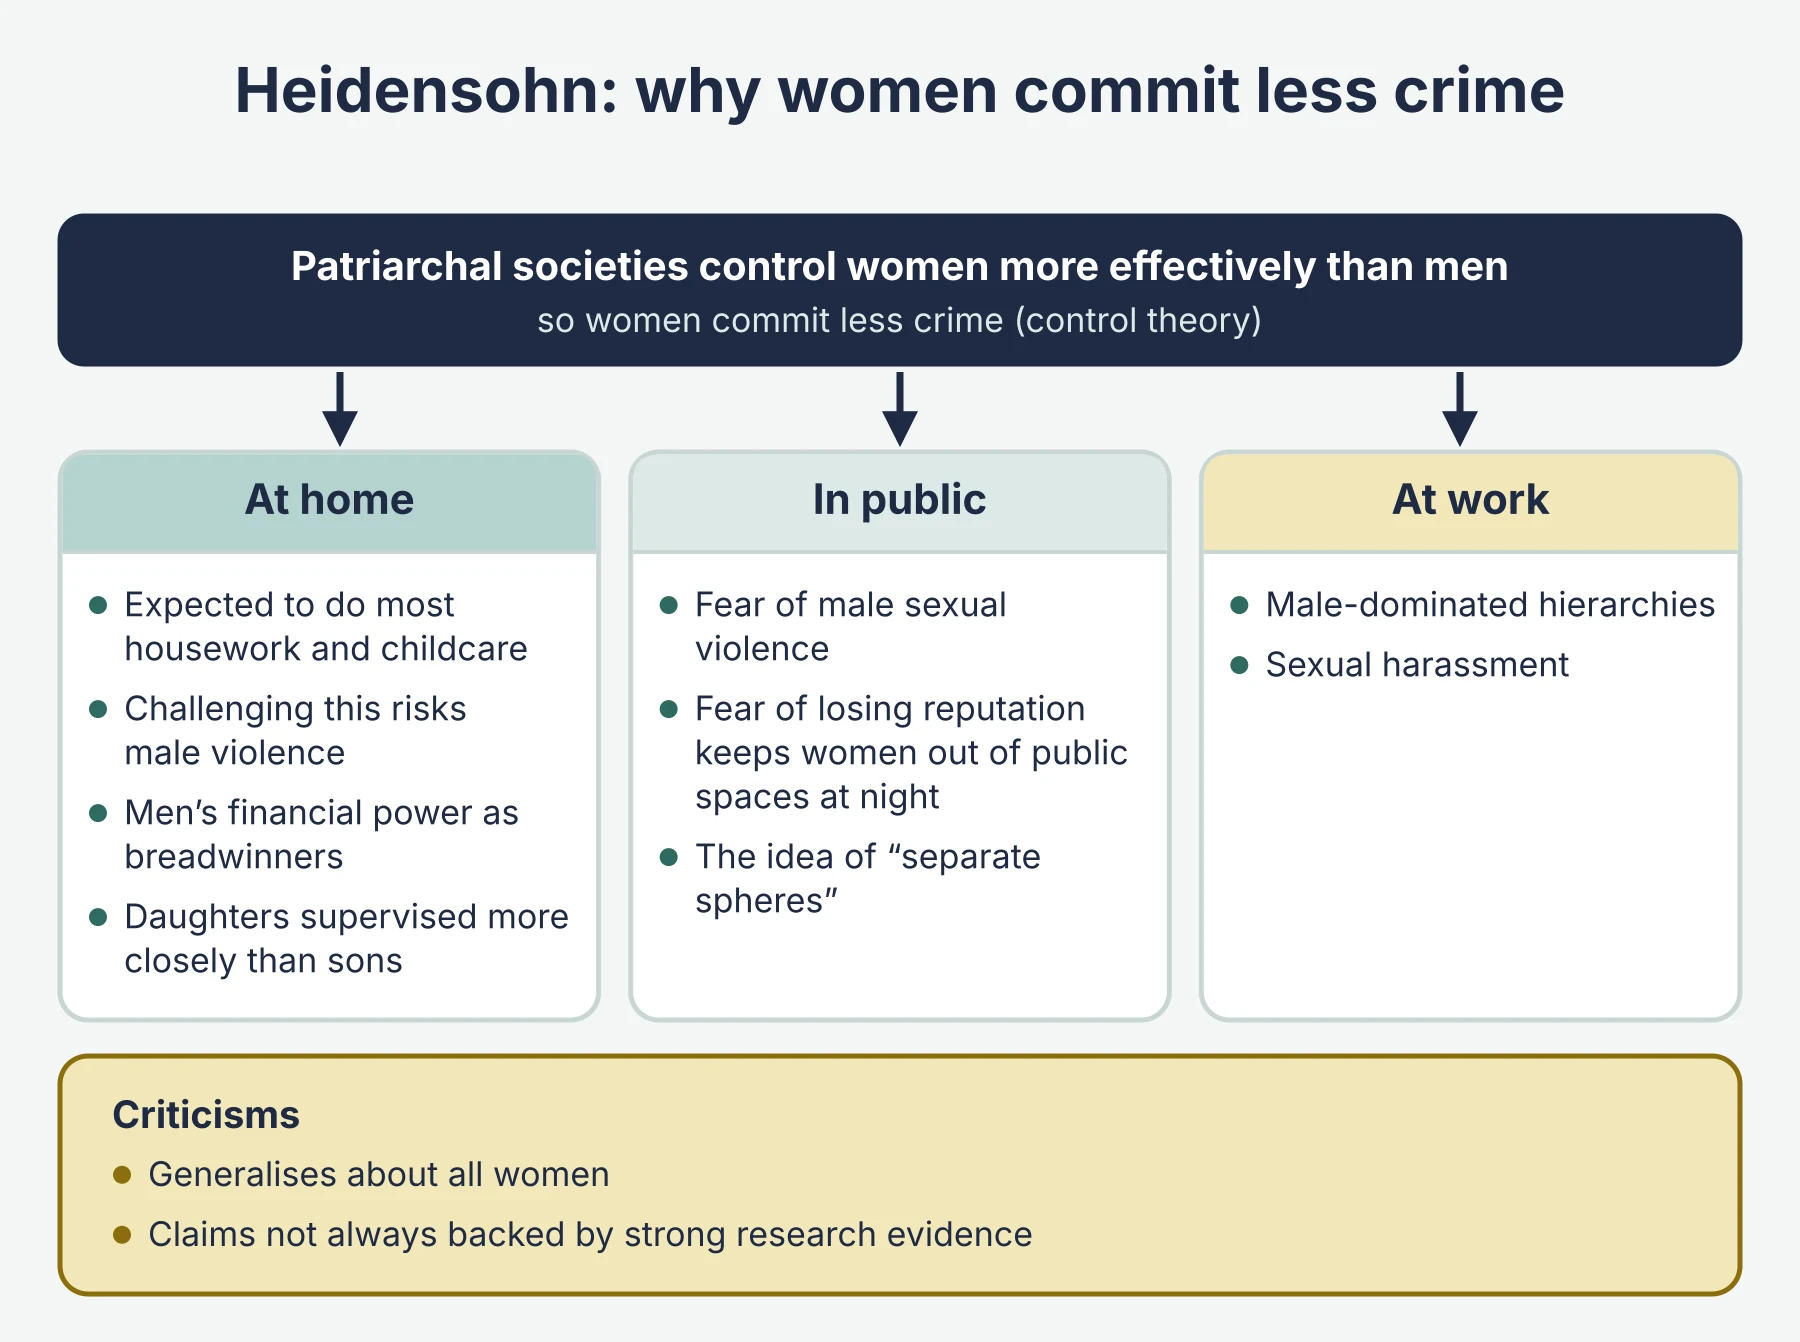 Heidensohn: why women commit less crime
Patriarchal societies control women more effectively than men
so women commit less crime (control theory)
At home
Expected to do most
housework and childcare
Challenging this risks
male violence
Men’s financial power as
breadwinners
Daughters supervised more
closely than sons
In public
Fear of male sexual
violence
Fear of losing reputation
keeps women out of public
spaces at night
The idea of “separate
spheres”
At work
Male-dominated hierarchies
Sexual harassment
Criticisms
Generalises about all women
Claims not always backed by strong research evidence